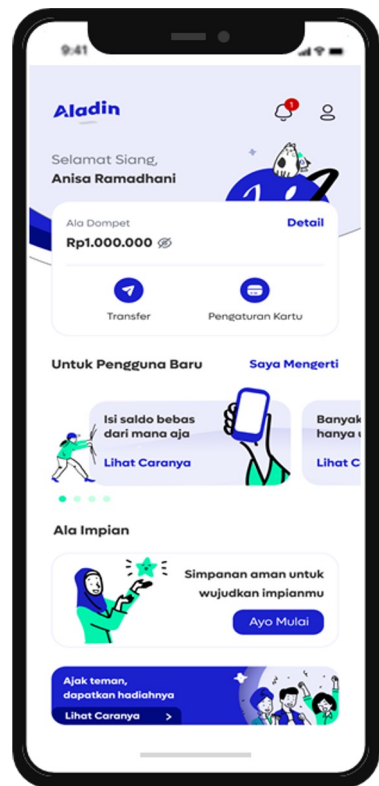 9:41
Aladin
1
Selamat Siang,
Anisa Ramadhani
Ala Dompet
Detail
Rp1.000.000
Transfer
Pengaturan Kartu
Untuk Pengguna Baru
Saya Mengerti
Isi saldo bebas
dari mana aja
Lihat Caranya
Banyak
hanya u
Lihat C
Ala Impian
Simpanan aman untuk
wujudkan impianmu
Ayo Mulai
Ajak teman,
dapatkan hadiahnya
Lihat Caranya >